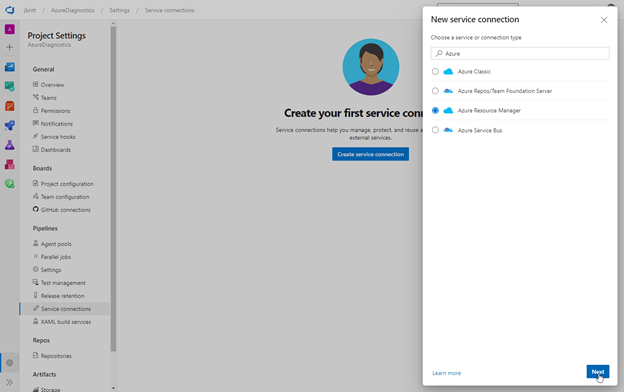 jbritt / AzureDiagnostics / Settings / Service connections
A
Project Settings
AzureDiagnostics
General
Overview
Teams
Permissions
Notifications
Service hooks
Dashboards
Boards
Project configuration
Team configuration
GitHub connections
Pipelines
Agent pools
Parallel jobs
Settings
Test management
Release retention
Service connections
XAML build services
Repos
Repositories
Artifacts
Storage
Create your first service conn
Service connections help you manage, protect, and reuse a
external services.
Create service connection
New service connection
Choose a service or connection type
Azure
Azure Classic
Azure Repos/Team Foundation Server
Azure Resource Manager
Azure Service Bus
Learn more
Next